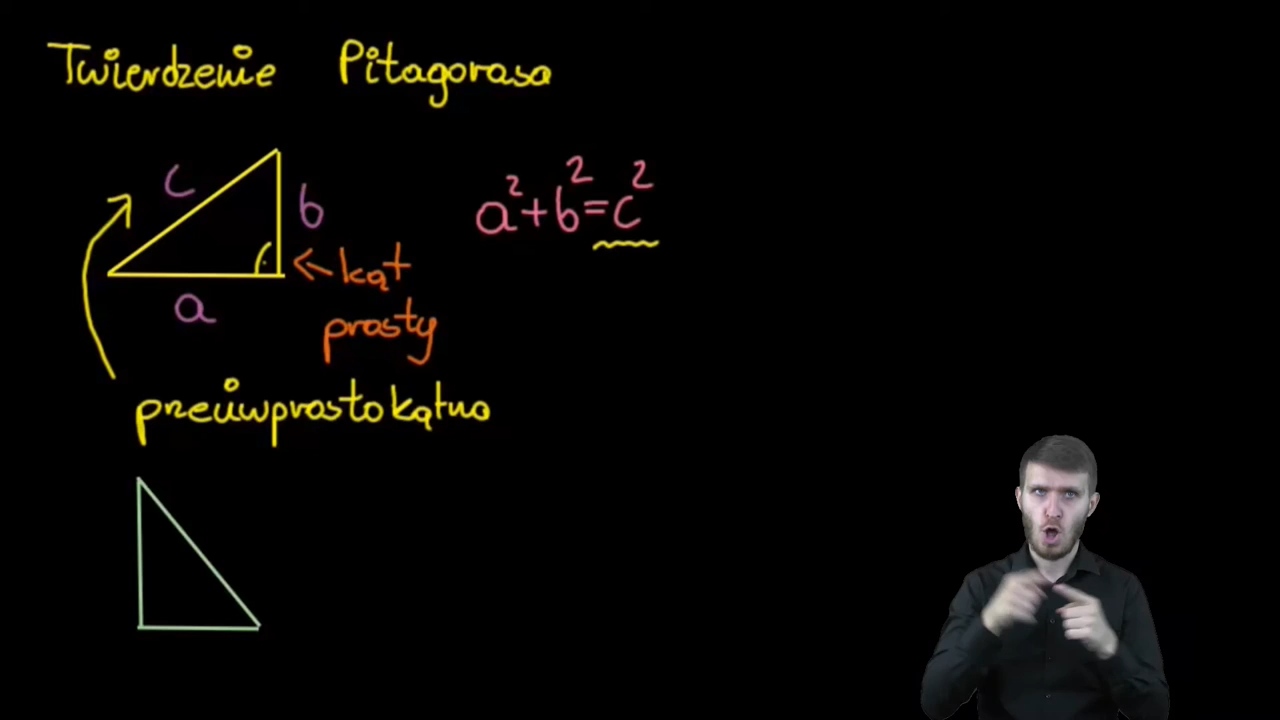 Twierdzenie Pitagorasa
c
b
a²+b²=c²
← kąt
prosty
a
przeciwprostokątna